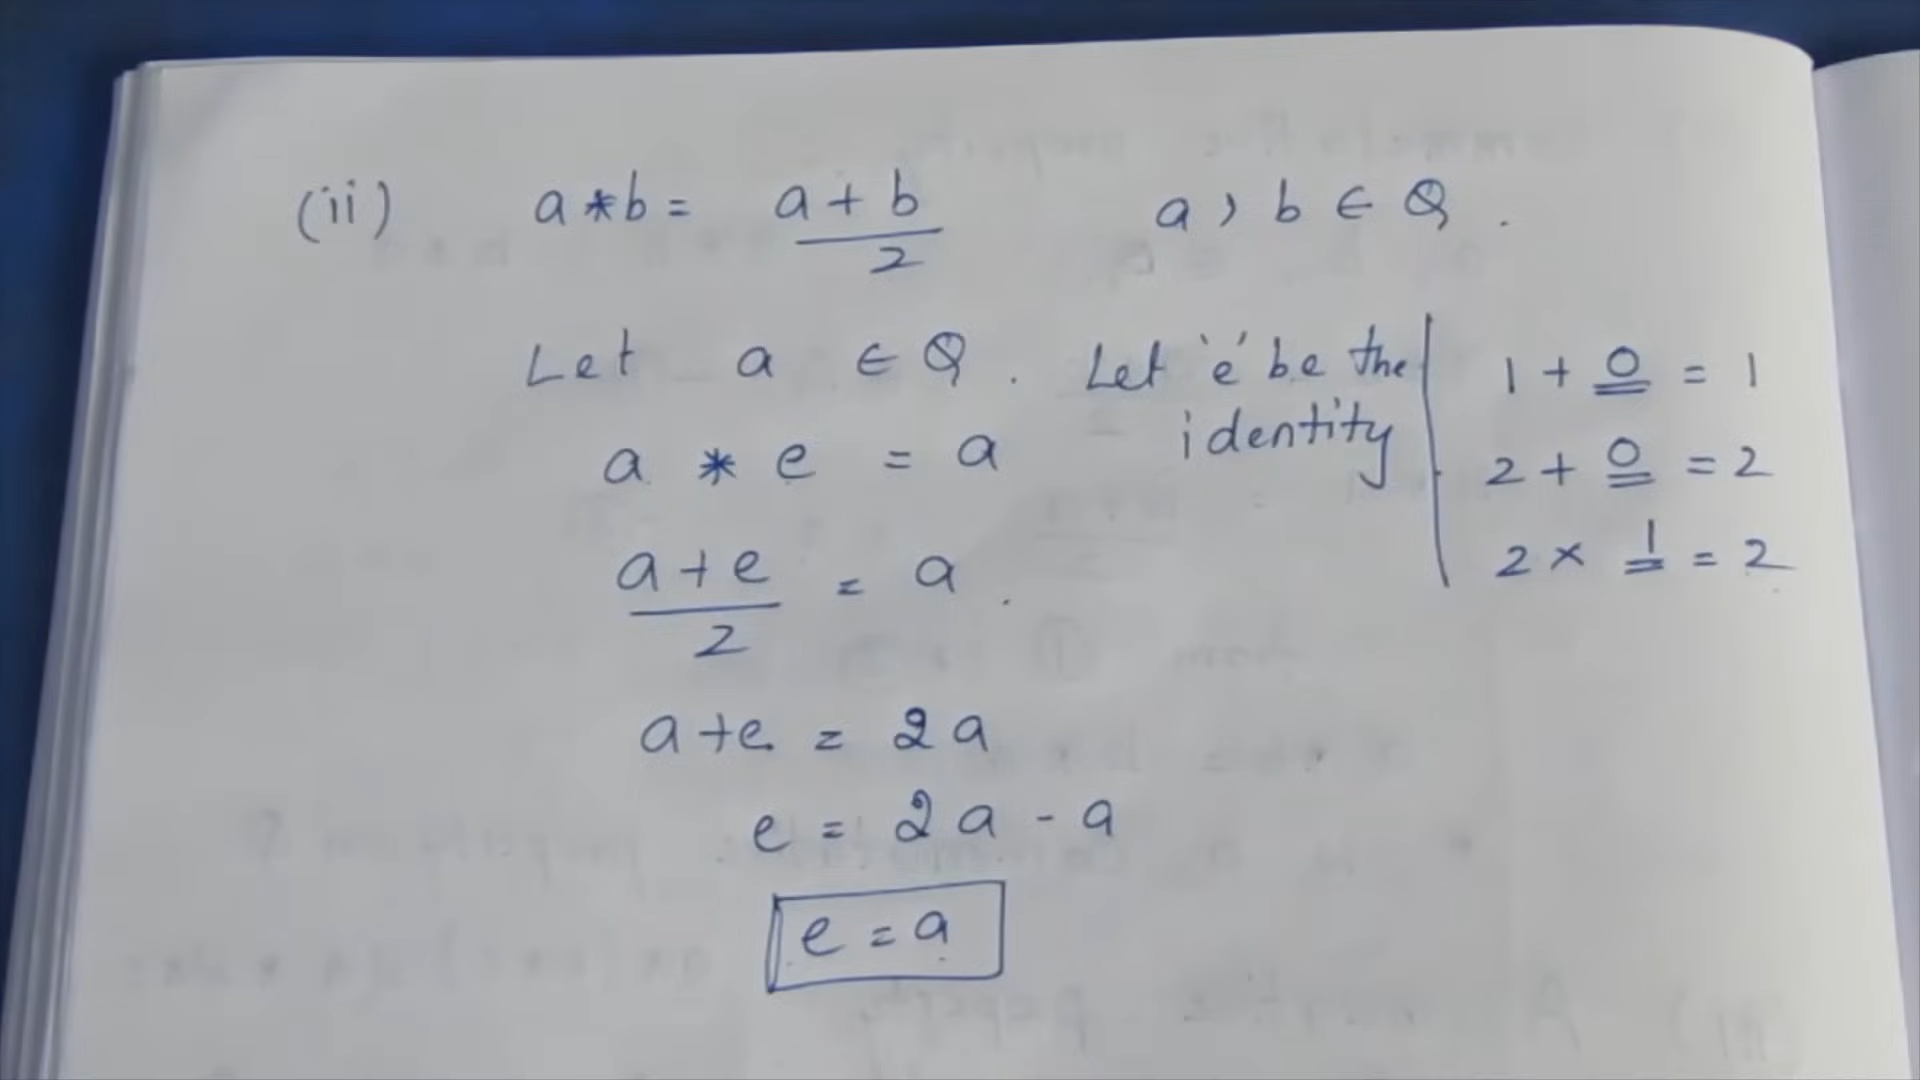 (ii) a * b = a + b / 2 a , b ∈ Q .
Let a ∈ Q . Let 'e' be the
identity
a * e = a
a + e / 2 = a .
a + e = 2a
e = 2a - a
e = a
1 + 0 = 1
2 + 0 = 2
2 × 1 = 2